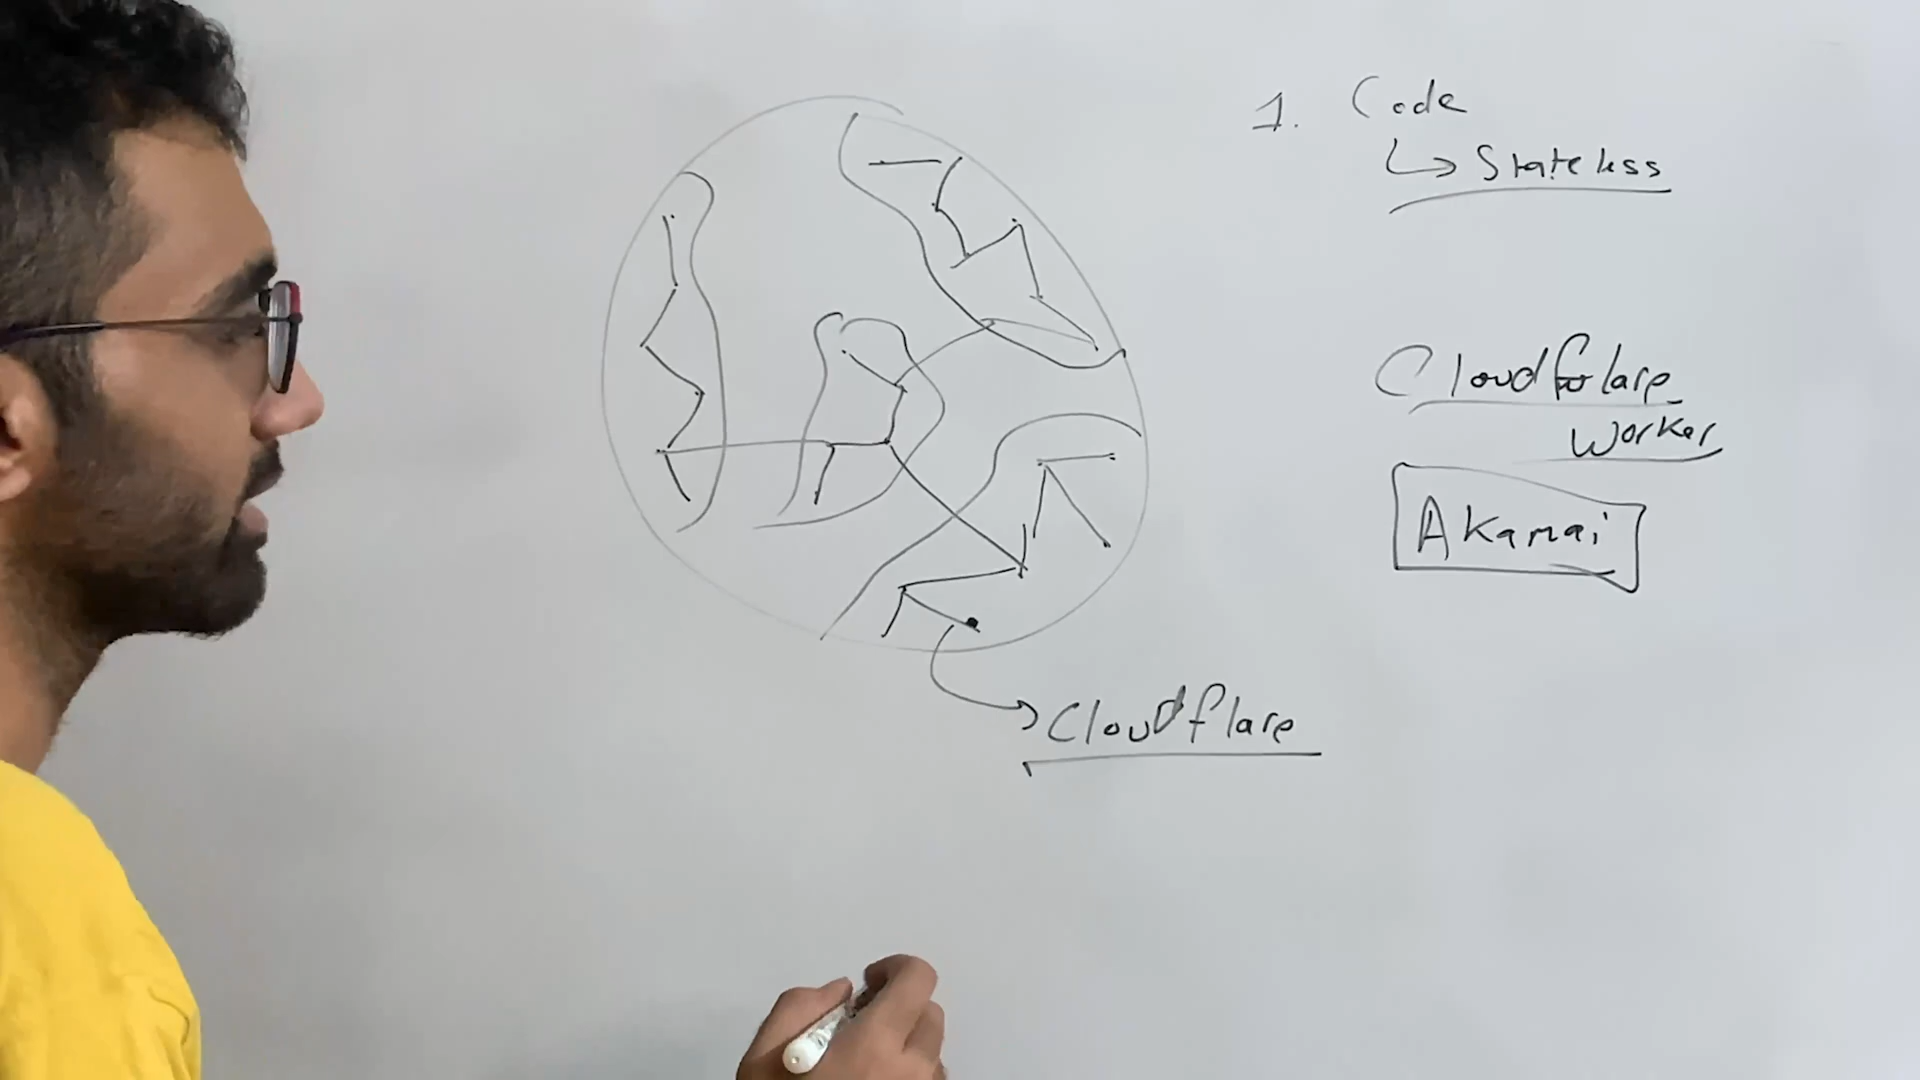 1. Code
↳ Stateless
Cloudflare
Worker
Akamai
Cloudflare